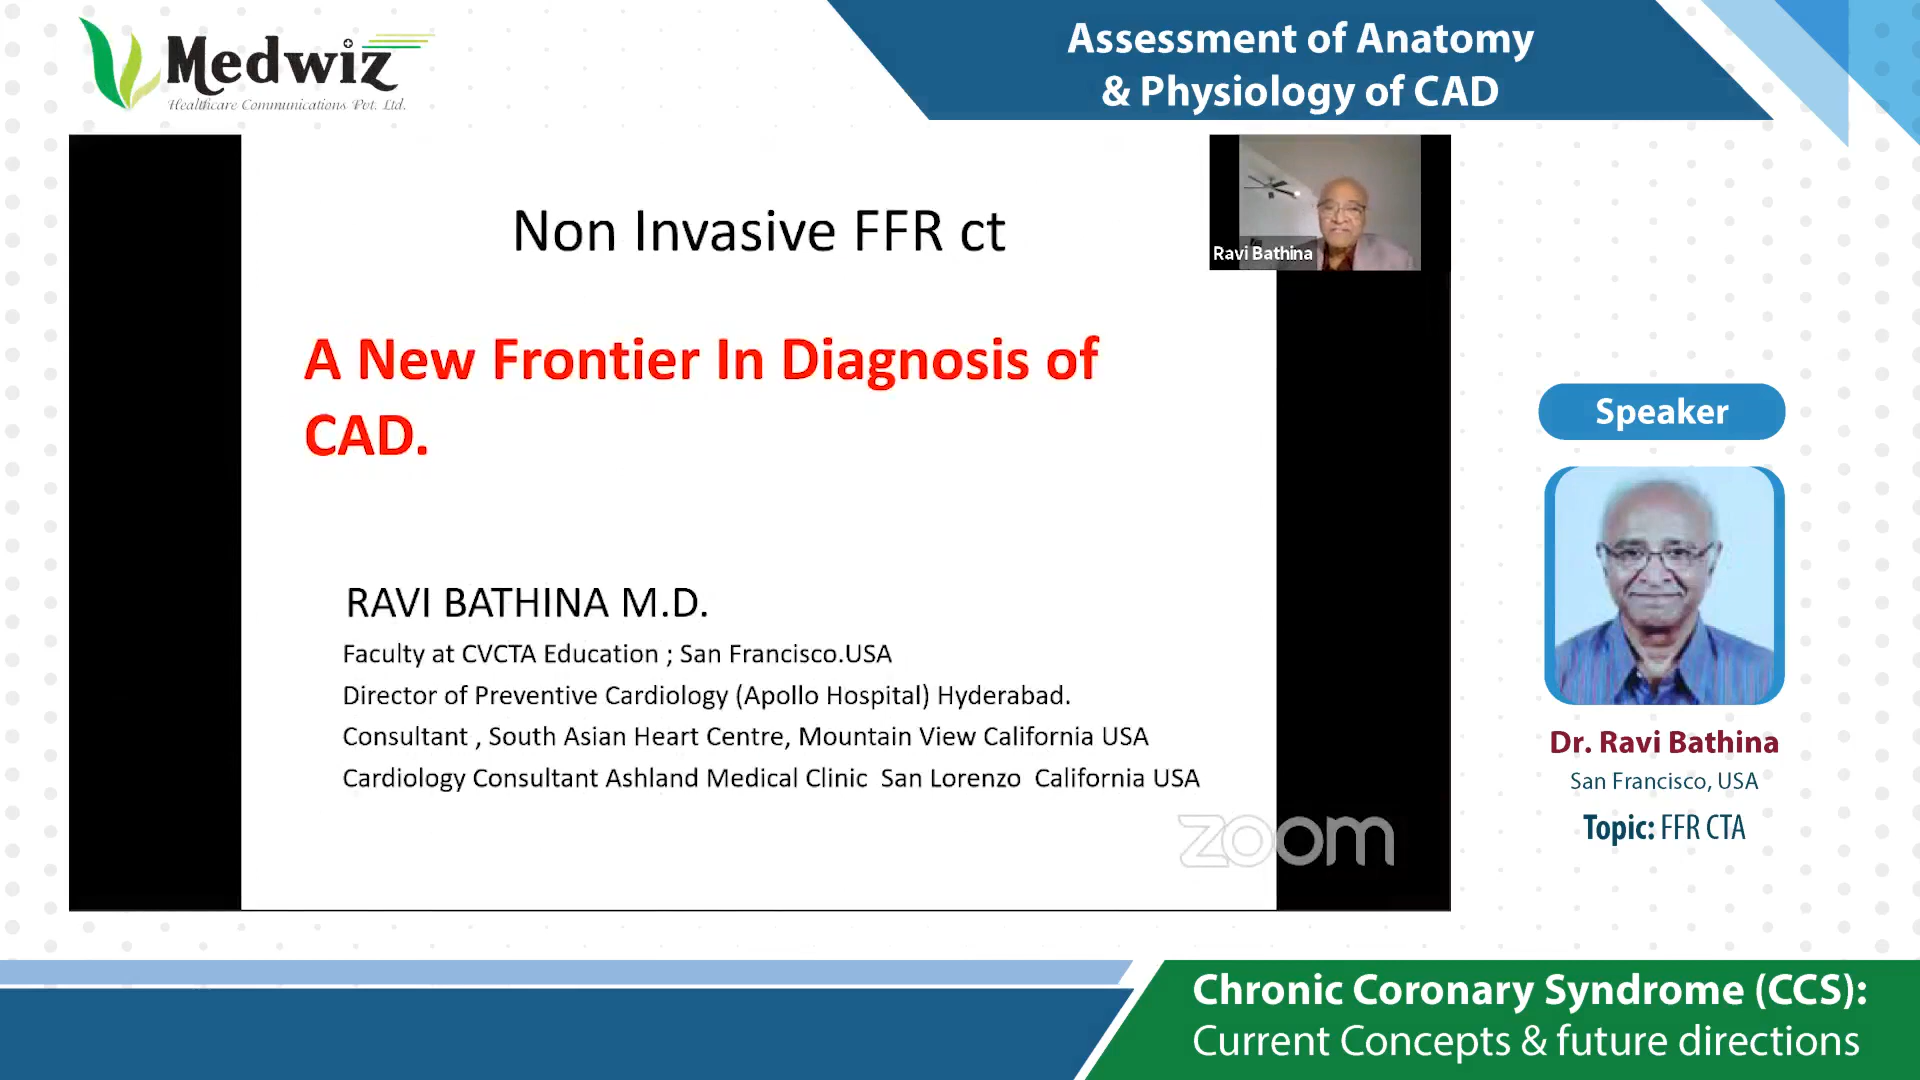 Medwiz
Healthcare Communications Pvt. Ltd.
Assessment of Anatomy
& Physiology of CAD
Non Invasive FFR ct
Ravi Bathina
A New Frontier In Diagnosis of
CAD.
RAVI BATHINA M.D.
Faculty at CVCTA Education ; San Francisco.USA
Director of Preventive Cardiology (Apollo Hospital) Hyderabad.
Consultant , South Asian Heart Centre, Mountain View California USA
Cardiology Consultant Ashland Medical Clinic San Lorenzo California USA
zoom
Speaker
Dr. Ravi Bathina
San Francisco, USA
Topic: FFR CTA
Chronic Coronary Syndrome (CCS):
Current Concepts & future directions